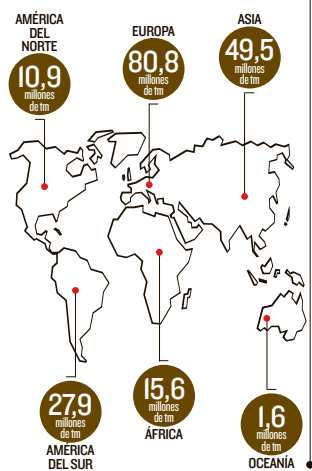 AMÉRICA
DEL
NORTE
10,9
millones
de tm
EUROPA
80,8
millones
de tm
ASIA
49,5
millones
de tm
27,9
millones
de tm
AMÉRICA
DEL SUR
15,6
millones
de tm
ÁFRICA
1,6
millones
de tm
OCEANÍA